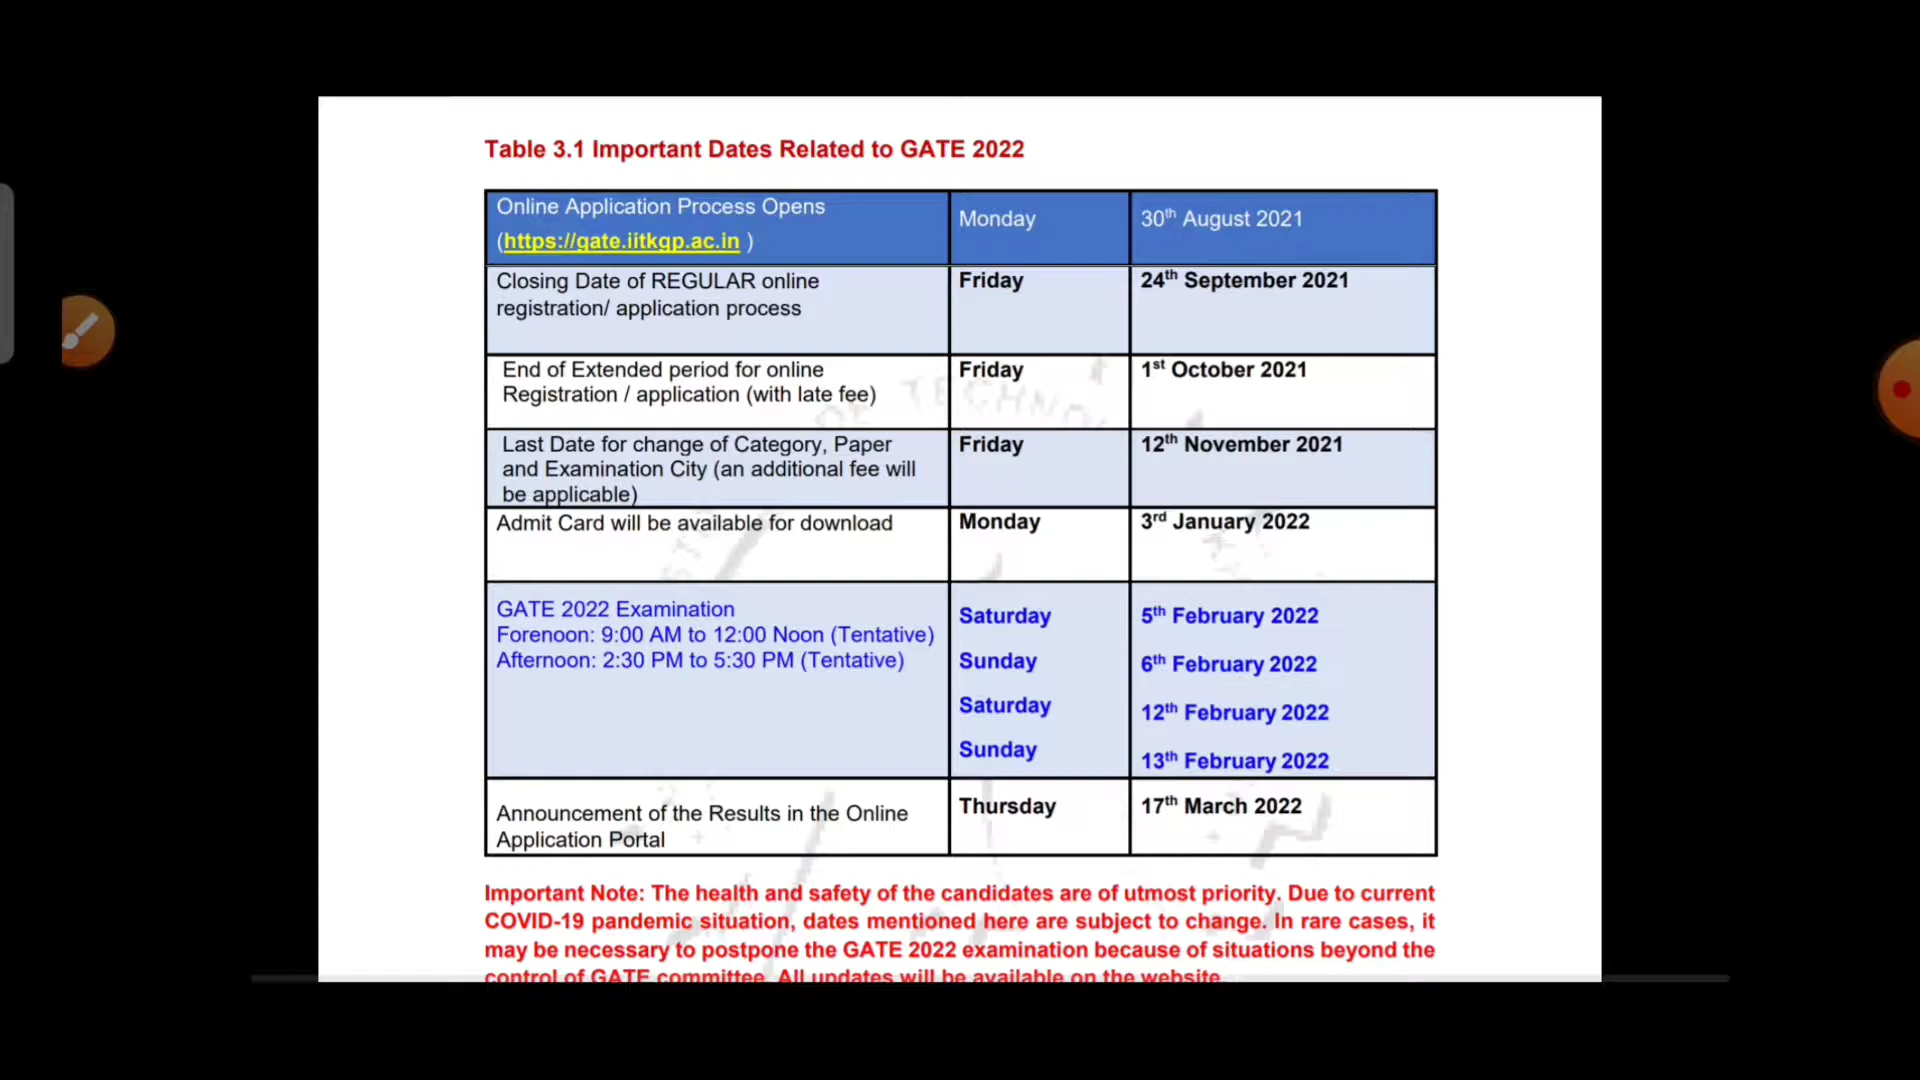 Table 3.1 Important Dates Related to GATE 2022
Online Application Process Opens
(https://gate.iitkgp.ac.in )
Monday
30th August 2021
Closing Date of REGULAR online
registration/ application process
Friday
24th September 2021
End of Extended period for online
Registration / application (with late fee)
Friday
1st October 2021
Last Date for change of Category, Paper
and Examination City (an additional fee will
be applicable)
Friday
12th November 2021
Admit Card will be available for download
Monday
3rd January 2022
GATE 2022 Examination
Forenoon: 9:00 AM to 12:00 Noon (Tentative)
Afternoon: 2:30 PM to 5:30 PM (Tentative)
Saturday
5th February 2022
Sunday
6th February 2022
Saturday
12th February 2022
Sunday
13th February 2022
Announcement of the Results in the Online
Application Portal
Thursday
17th March 2022
Important Note: The health and safety of the candidates are of utmost priority. Due to current
COVID-19 pandemic situation, dates mentioned here are subject to change. In rare cases, it
may be necessary to postpone the GATE 2022 examination because of situations beyond the
control of GATE committee. All updates will be available on the website.